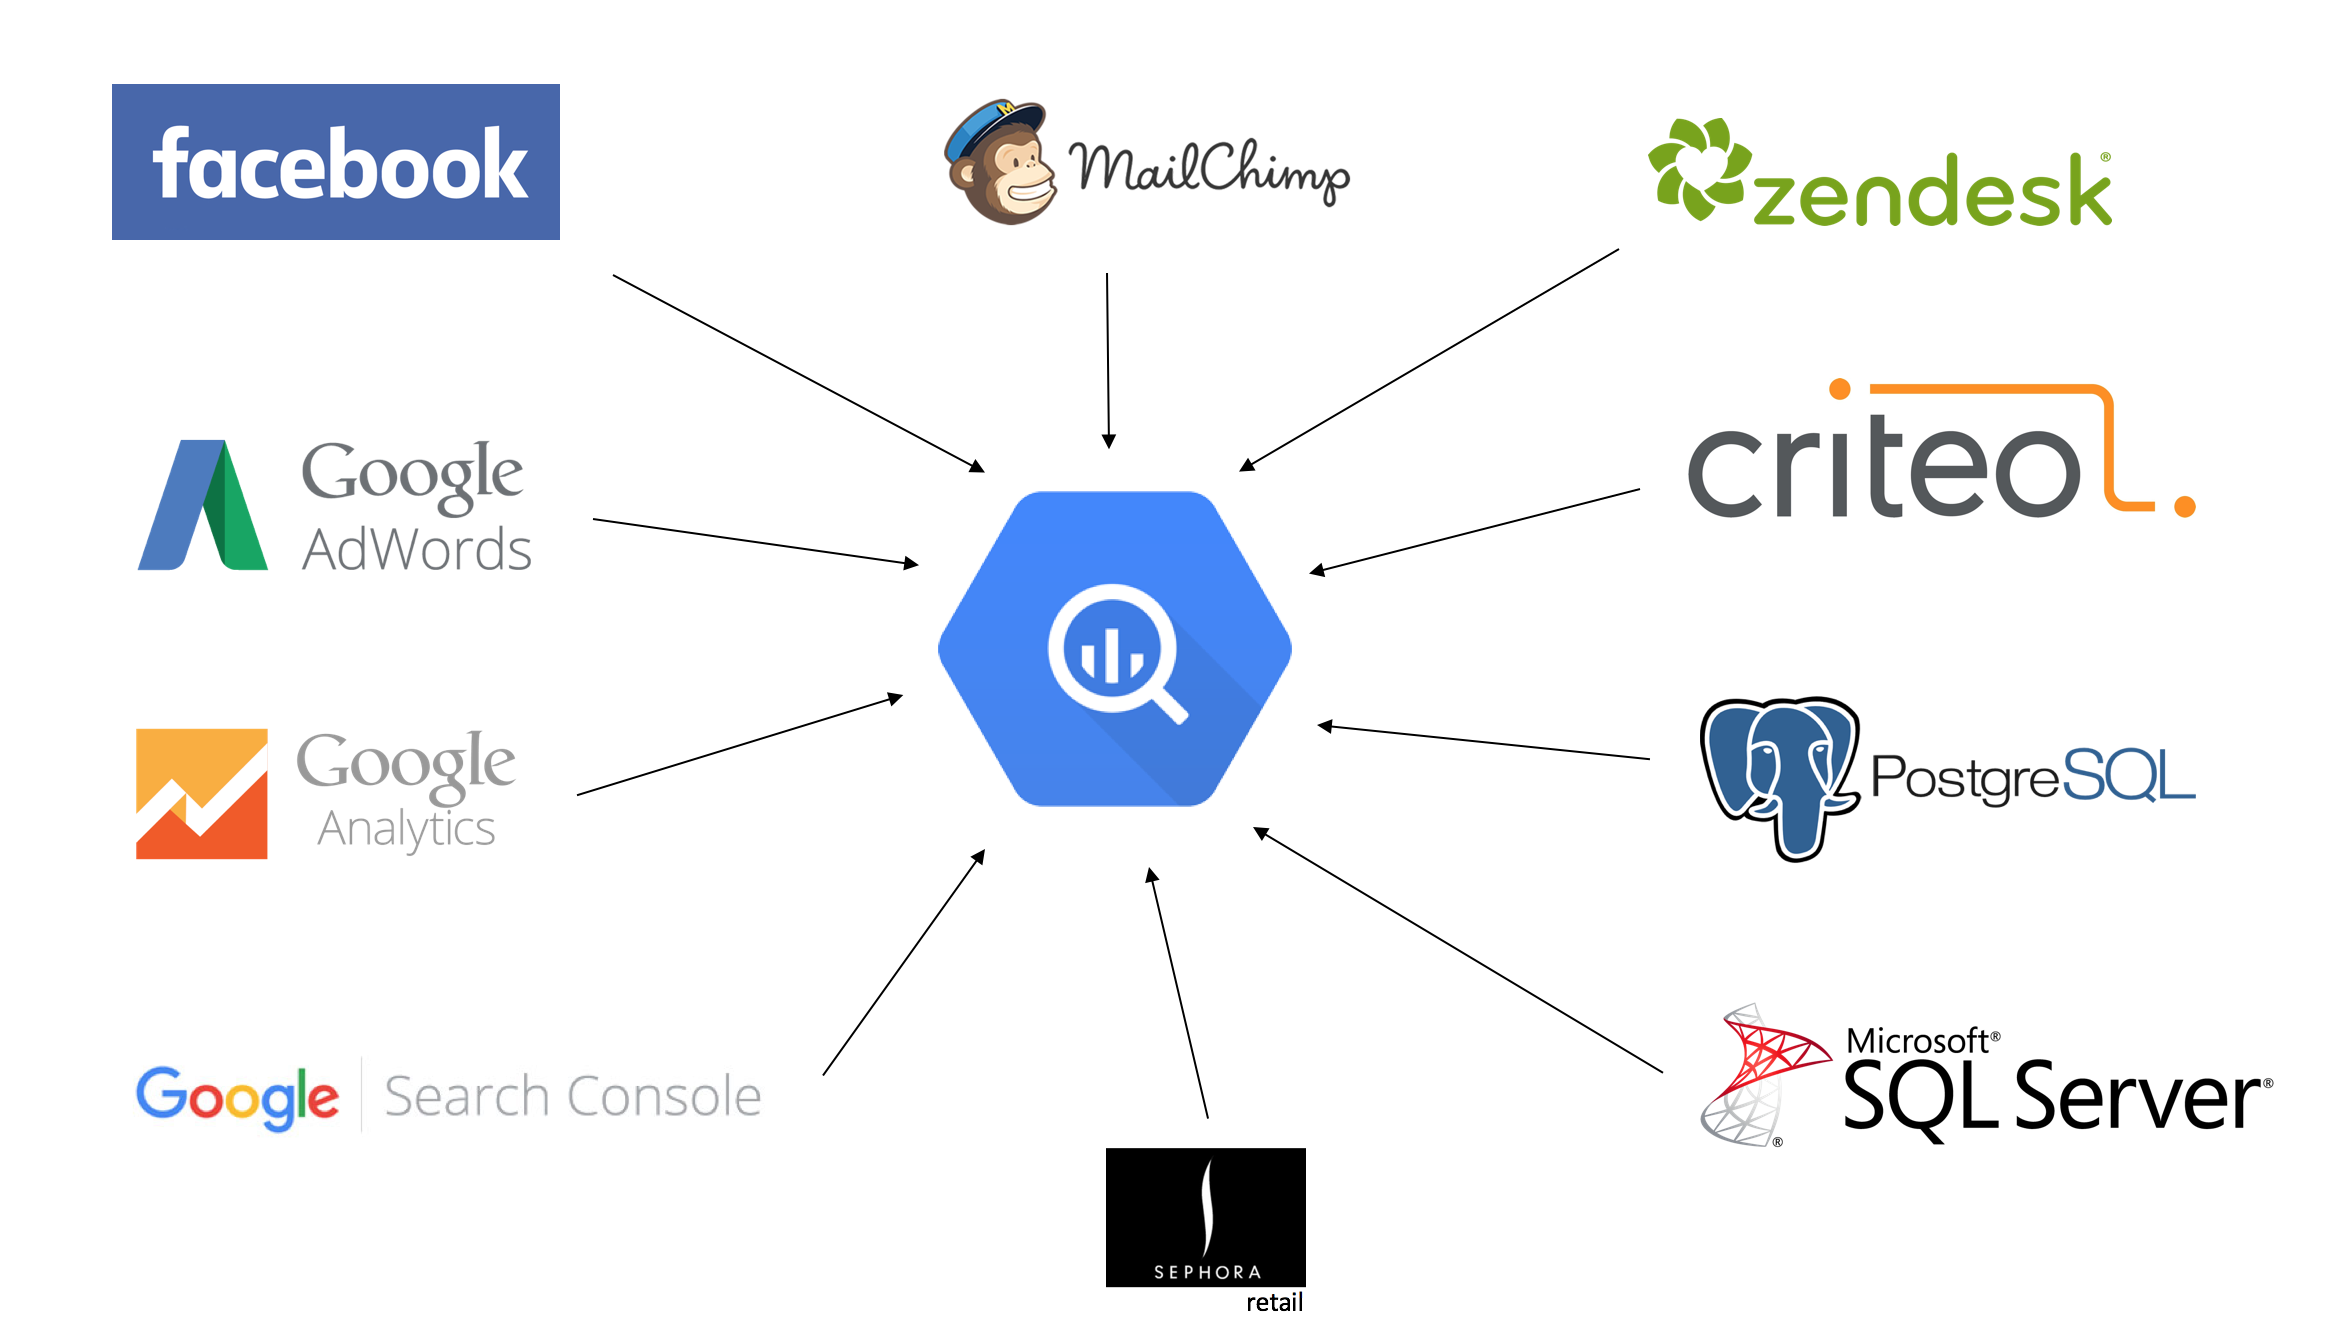 facebook
MailChimp
zendesk®
Google
AdWords
criteo
Google
Analytics
PostgreSQL
Google Search Console
Microsoft®
SQL Server®
®
SEPHORA
retail